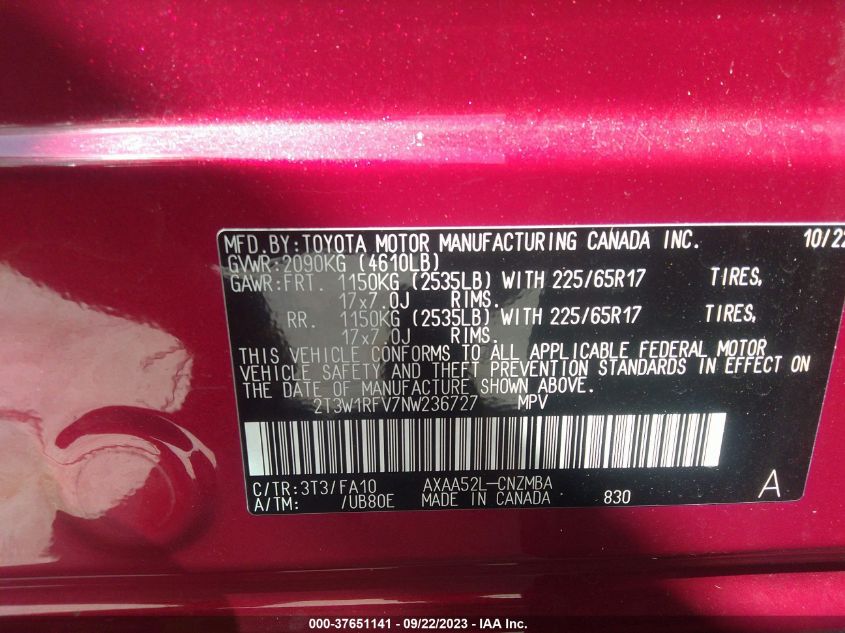 MFD.BY:TOYOTA MOTOR MANUFACTURING CANADA INC. 10/22
GVWR:2090KG (4610LB)
GAWR:FRT. 1150KG (2535LB) WITH 225/65R17 TIRES,
17x7.0J RIMS.
RR. 1150KG (2535LB) WITH 225/65R17 TIRES,
17x7.0J RIMS.
THIS VEHICLE CONFORMS TO ALL APPLICABLE FEDERAL MOTOR
VEHICLE SAFETY AND THEFT PREVENTION STANDARDS IN EFFECT ON
THE DATE OF MANUFACTURE SHOWN ABOVE.
2T3W1RFV7NW236727 MPV
C/TR:3T3/FA10 AXAA52L-CNZMBA
A/TM: /UB80E MADE IN CANADA 830 A
000-37651141 - 09/22/2023 - IAA Inc.